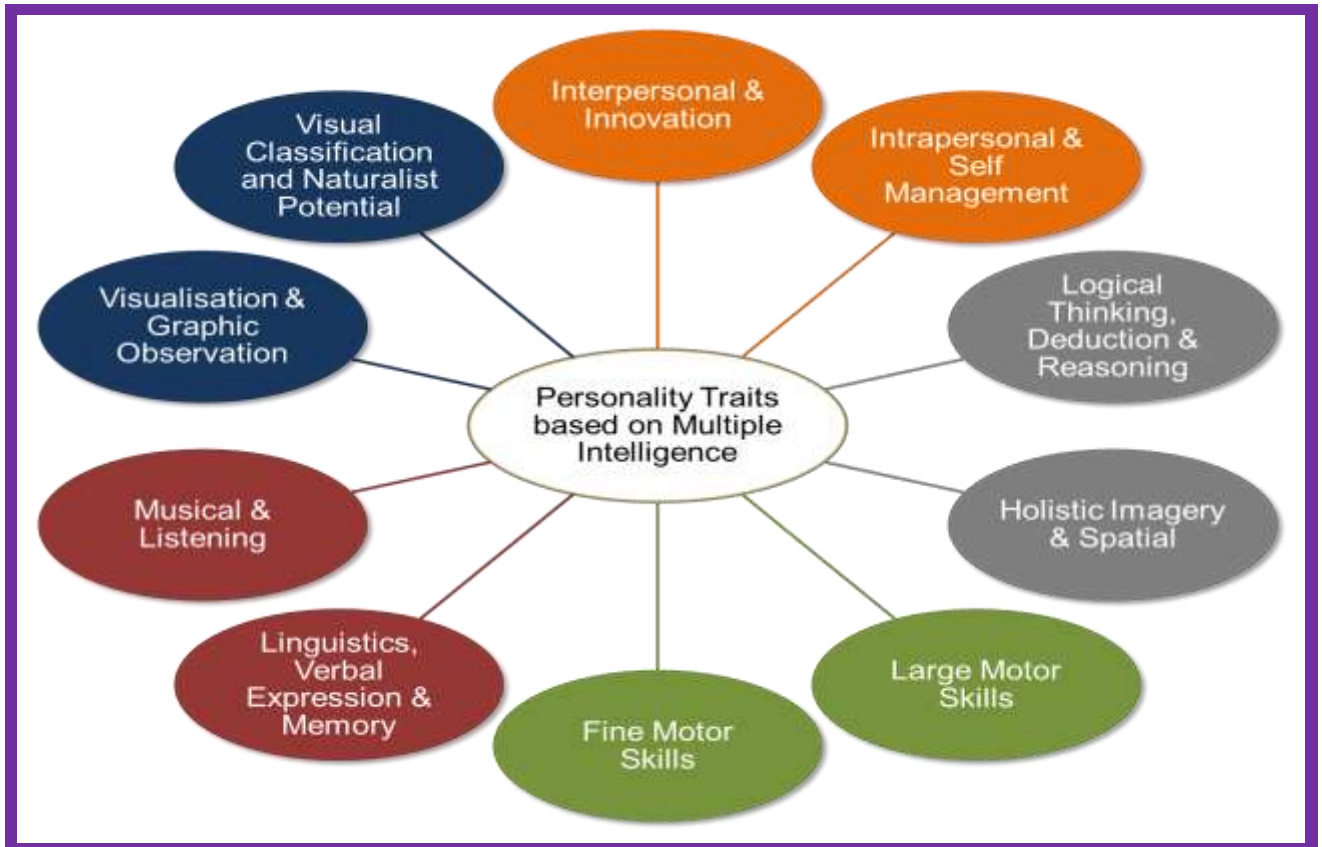 Interpersonal &
Innovation
Intrapersonal &
Self
Management
Logical
Thinking,
Deduction &
Reasoning
Holistic Imagery
& Spatial
Large Motor
Skills
Fine Motor
Skills
Linguistics,
Verbal
Expression &
Memory
Musical &
Listening
Visualisation &
Graphic
Observation
Visual
Classification
and Naturalist
Potential
Personality Traits
based on Multiple
Intelligence